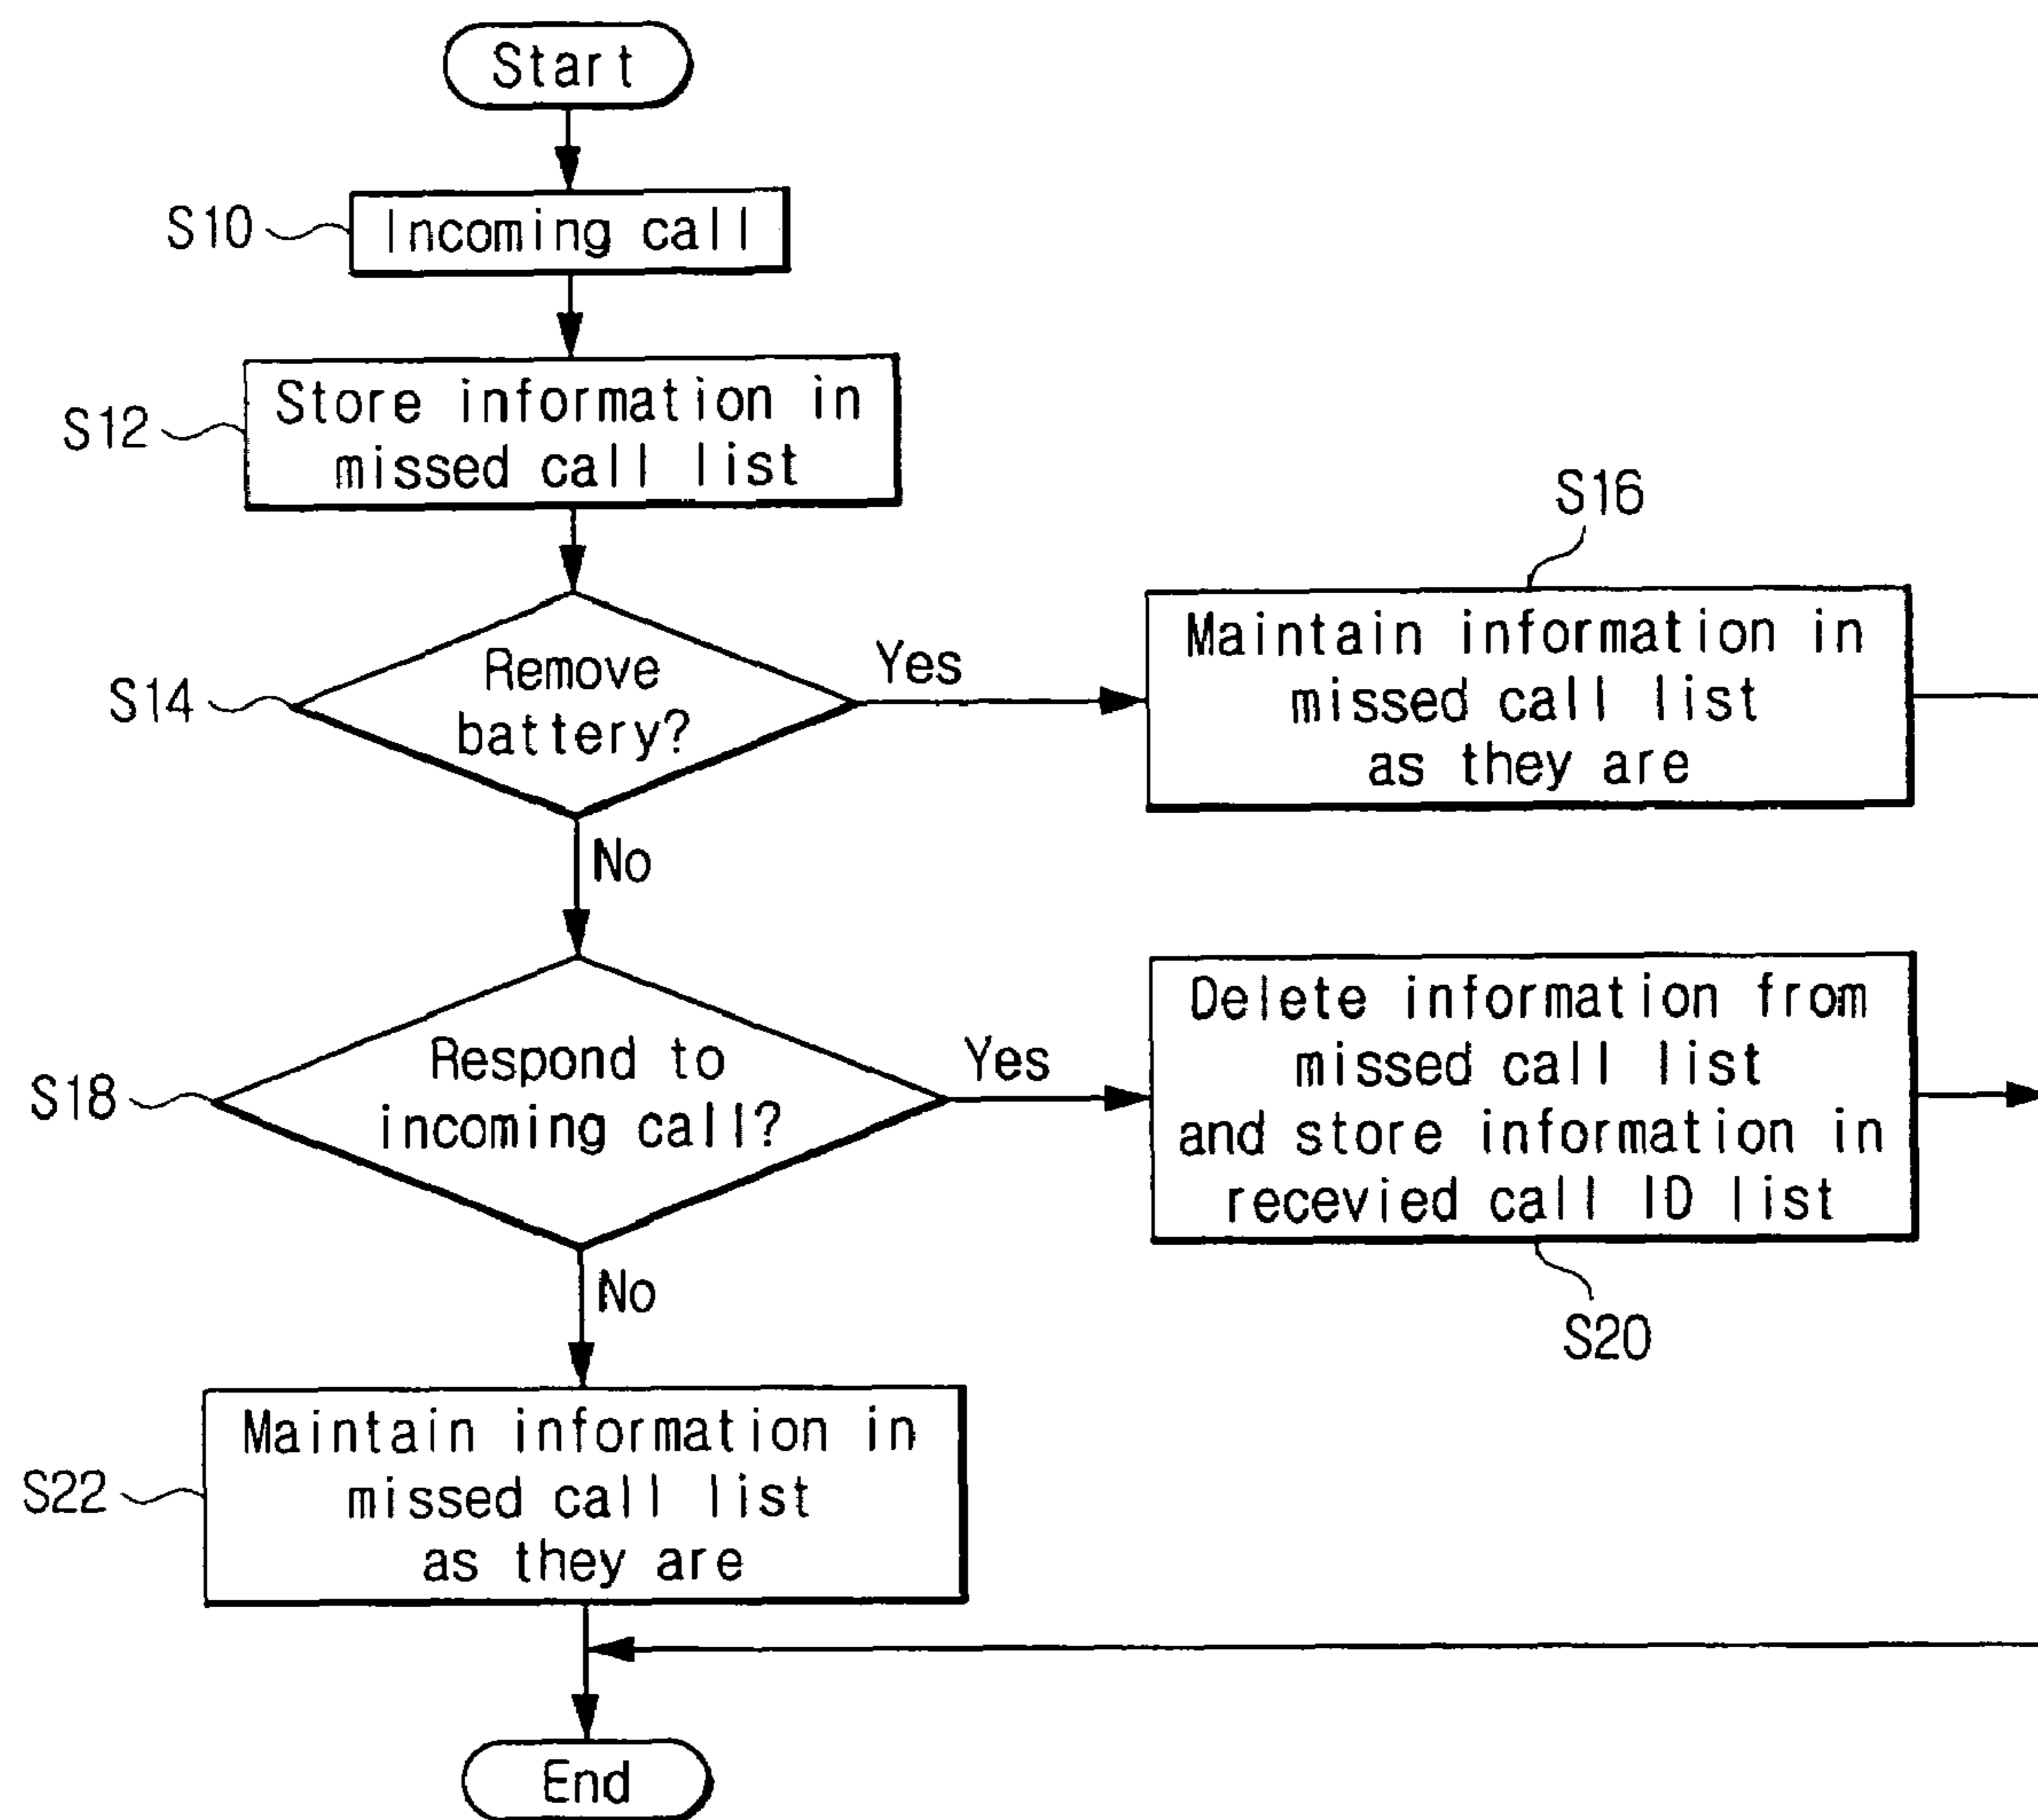 Start
S10
Incoming call
S12
Store information in
missed call list
S14
Remove
battery?
Yes
S16
Maintain information in
missed call list
as they are
No
S18
Respond to
incoming call?
Yes
Delete information from
missed call list
and store information in
recevied call ID list
S20
No
S22
Maintain information in
missed call list
as they are
End